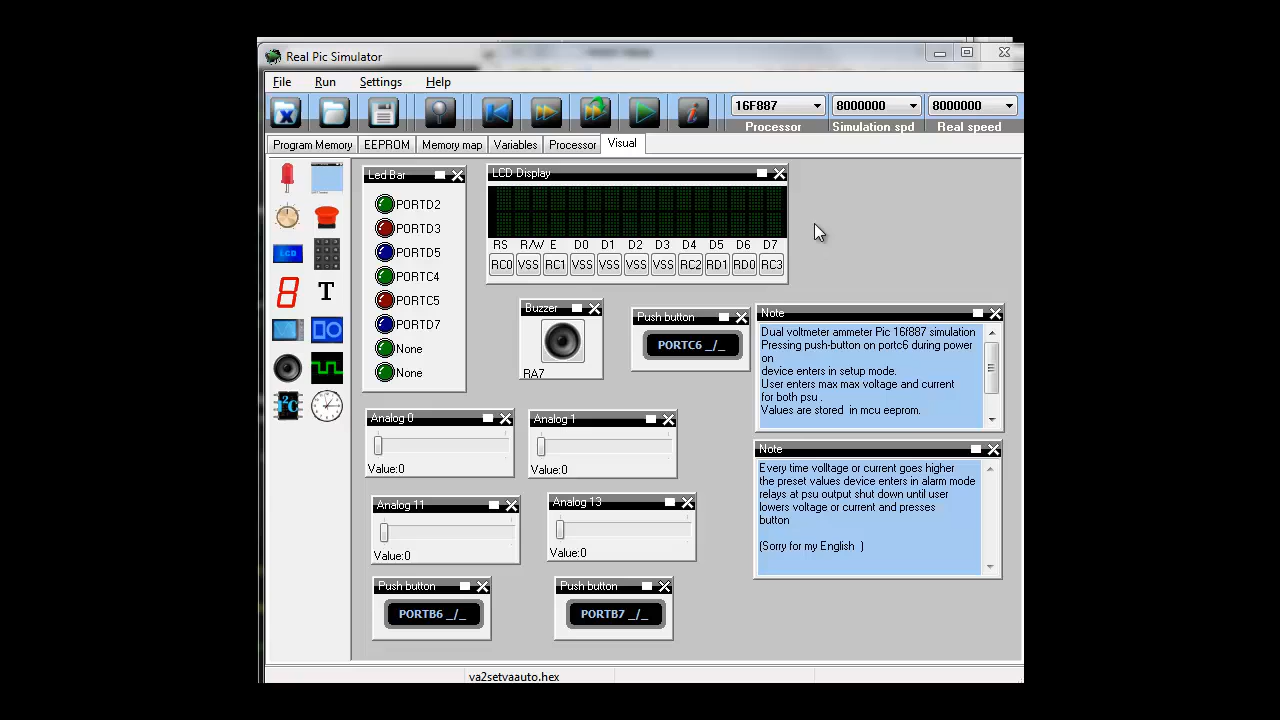 Real Pic Simulator
File Run Settings Help
16F887 8000000 8000000
Processor Simulation spd Real speed
Program Memory EEPROM Memory map Variables Processor Visual
Led Bar
PORTD2
PORTD3
PORTD5
PORTC4
PORTC5
PORTD7
None
None
LCD Display
RS R/W E D0 D1 D2 D3 D4 D5 D6 D7
RC0 VSS RC1 VSS VSS VSS VSS RC2 RD1 RD0 RC3
LCD
T
I²C
Buzzer
RA7
Push button
PORTC6 _/_
Note
Dual voltmeter ammeter Pic 16f887 simulation
Pressing push-button on portc6 during power
on
device enters in setup mode.
User enters max max voltage and current
for both psu .
Values are stored in mcu eeprom.
Analog 0
Value:0
Analog 1
Value:0
Note
Every time volltage or current goes higher
the preset values device enters in alarm mode
relays at psu output shut down until user
lowers voltage or current and presses
button
(Sorry for my English )
Analog 11
Value:0
Analog 13
Value:0
Push button
PORTB6 _/_
Push button
PORTB7 _/_
va2setvaauto.hex